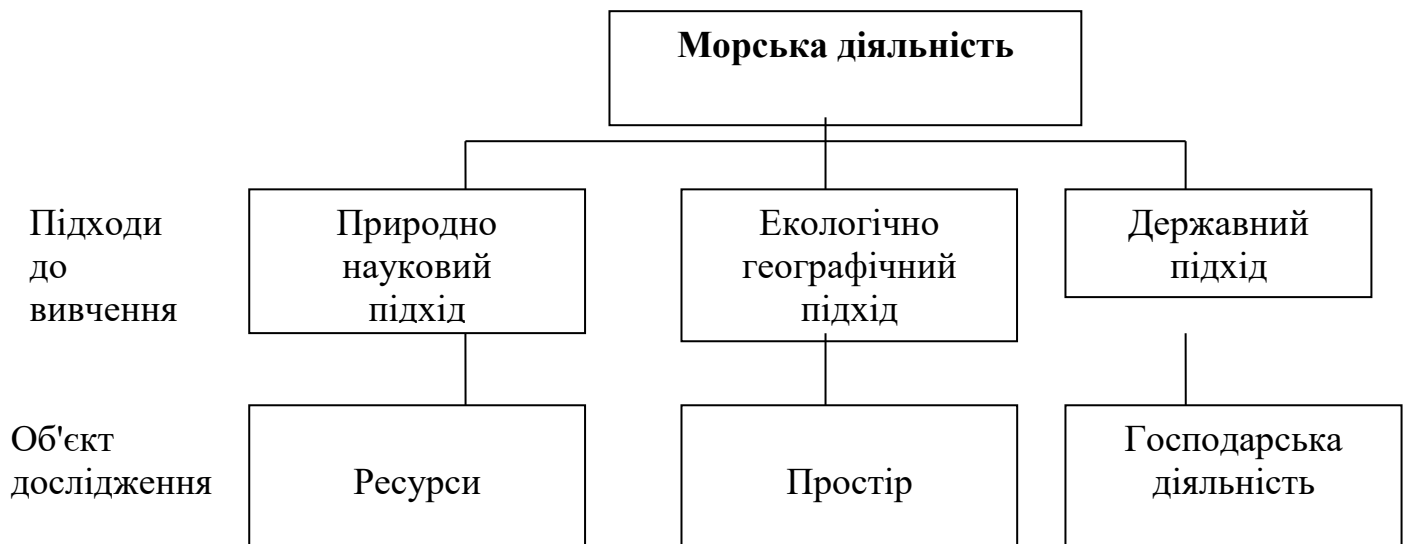 Морська діяльність
Підходи
до
вивчення
Природно
науковий
підхід
Екологічно
географічний
підхід
Державний
підхід
Об'єкт
дослідження
Ресурси
Простір
Господарська
діяльність